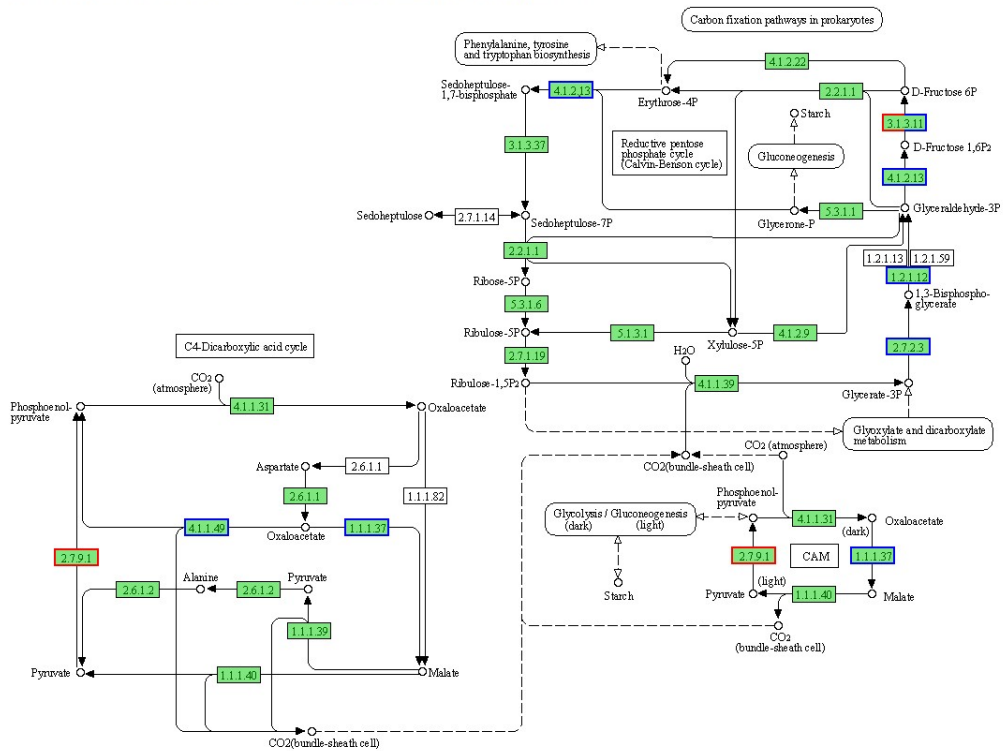 Carbon fixation pathways in prokaryotes
Phenylalanine, tyrosine
and tryptophan biosynthesis
4.1.2.22
Sedoheptulose-
1,7-bisphosphate
4.1.2.13
Erythrose-4P
2.2.1.1
D-Fructose 6P
Starch
3.1.3.11
3.1.3.37
Reductive pentose
phosphate cycle
(Calvin-Benson cycle)
Gluconeogenesis
D-Fructose 1,6P2
4.1.2.13
Sedoheptulose
2.7.1.14
Sedoheptulose-7P
Glycerone-P
5.3.1.1
Glyceraldehyde-3P
2.2.1.1
1.2.1.13
1.2.1.59
1.2.1.12
Ribose-5P
1,3-Bisphospho-
glycerate
5.3.1.6
Ribulose-5P
5.1.3.1
Xylulose-5P
4.1.2.9
2.7.1.19
2.7.2.3
C4-Dicarboxylic acid cycle
H2O
Ribulose-1,5P2
4.1.1.39
Glycerate-3P
CO2
(atmosphere)
Phosphoenol-
pyruvate
4.1.1.31
Oxaloacetate
Glyoxylate and dicarboxylate
metabolism
CO2 (atmosphere)
CO2(bundle-sheath cell)
Aspartate
2.6.1.1
2.6.1.1
1.1.1.82
Phosphoenol-
pyruvate
Glycolysis / Gluconeogenesis
(dark)
(light)
4.1.1.31
Oxaloacetate
(dark)
4.1.1.49
Oxaloacetate
1.1.1.37
2.7.9.1
2.7.9.1
CAM
1.1.1.37
Alanine
Pyruvate
2.6.1.2
2.6.1.2
Starch
Pyruvate
(light)
1.1.1.40
Malate
1.1.1.39
CO2
(bundle-sheath cell)
Pyruvate
1.1.1.40
Malate
CO2(bundle-sheath cell)